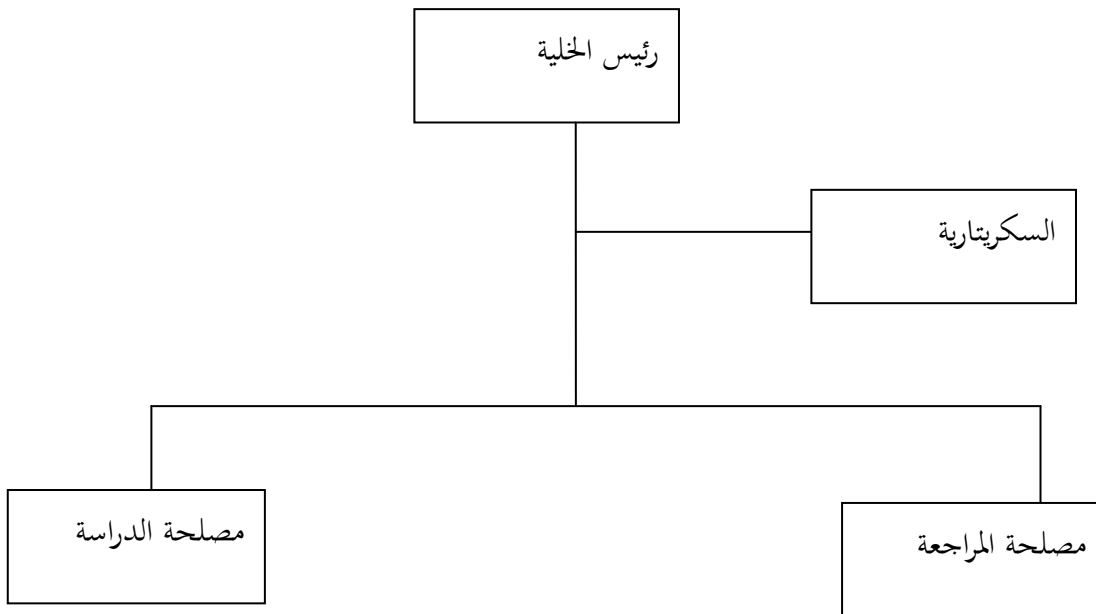 رئيس الخلية
السكريتارية
مصلحة المراجعة
مصلحة الدراسة